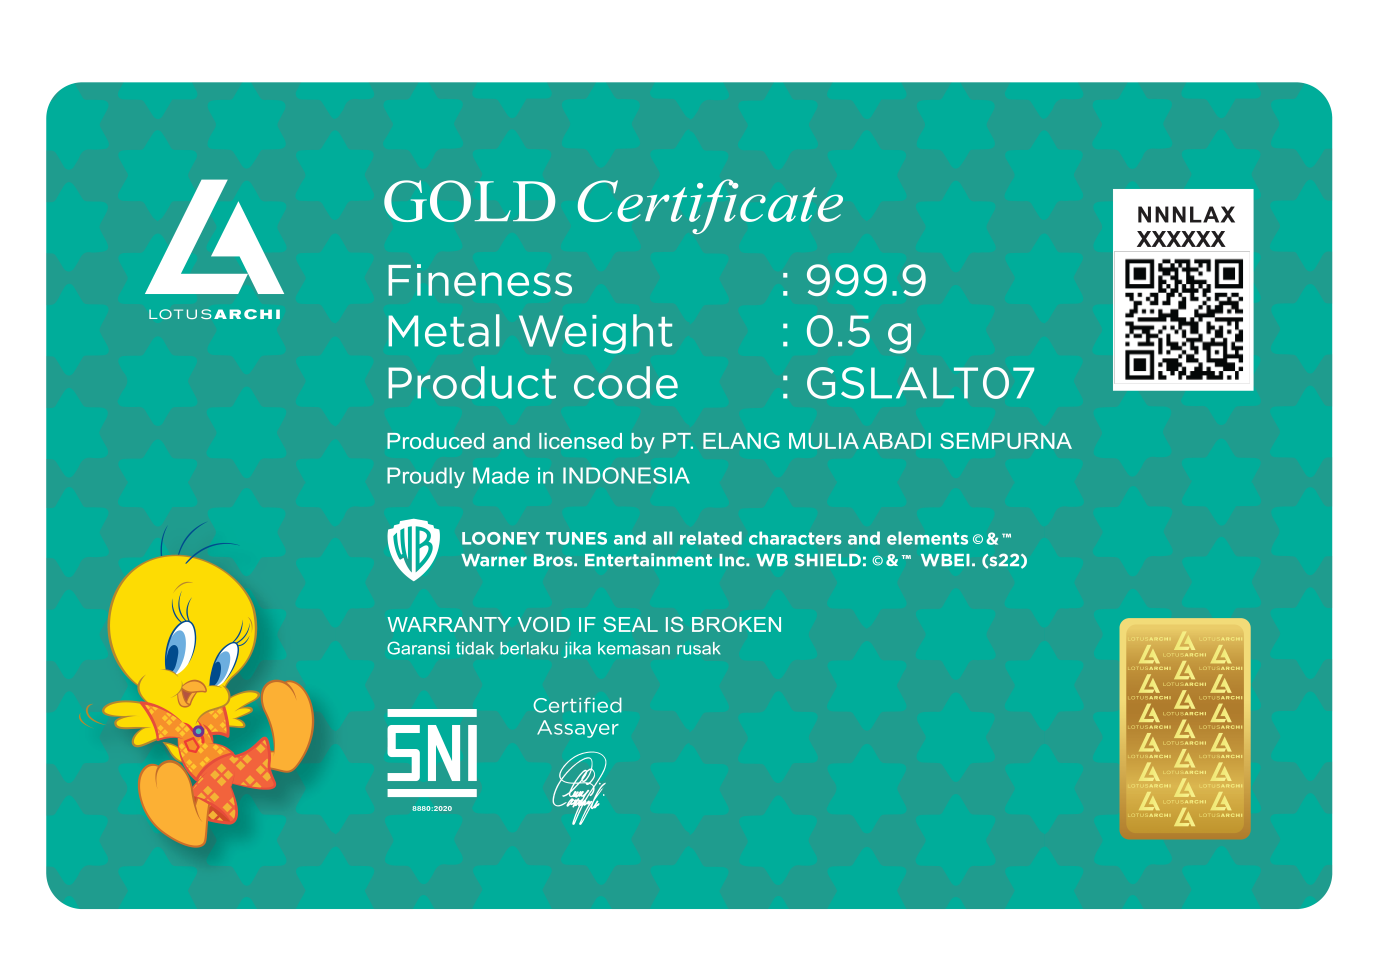 LOTUSARCHI
GOLD Certificate
Fineness : 999.9
Metal Weight : 0.5 g
Product code : GSLALT07
NNNLAX
XXXXXX
Produced and licensed by PT. ELANG MULIA ABADI SEMPURNA
Proudly Made in INDONESIA
WB
LOONEY TUNES and all related characters and elements © & ™
Warner Bros. Entertainment Inc. WB SHIELD: © & ™ WBEI. (s22)
WARRANTY VOID IF SEAL IS BROKEN
Garansi tidak berlaku jika kemasan rusak
SNI
8880:2020
Certified
Assayer
LOTUSARCHI LOTUSARCHI
LOTUSARCHI
LOTUSARCHI LOTUSARCHI
LOTUSARCHI
LOTUSARCHI LOTUSARCHI
LOTUSARCHI
LOTUSARCHI LOTUSARCHI
LOTUSARCHI
LOTUSARCHI LOTUSARCHI
LOTUSARCHI
LOTUSARCHI LOTUSARCHI
LOTUSARCHI
LOTUSARCHI LOTUSARCHI